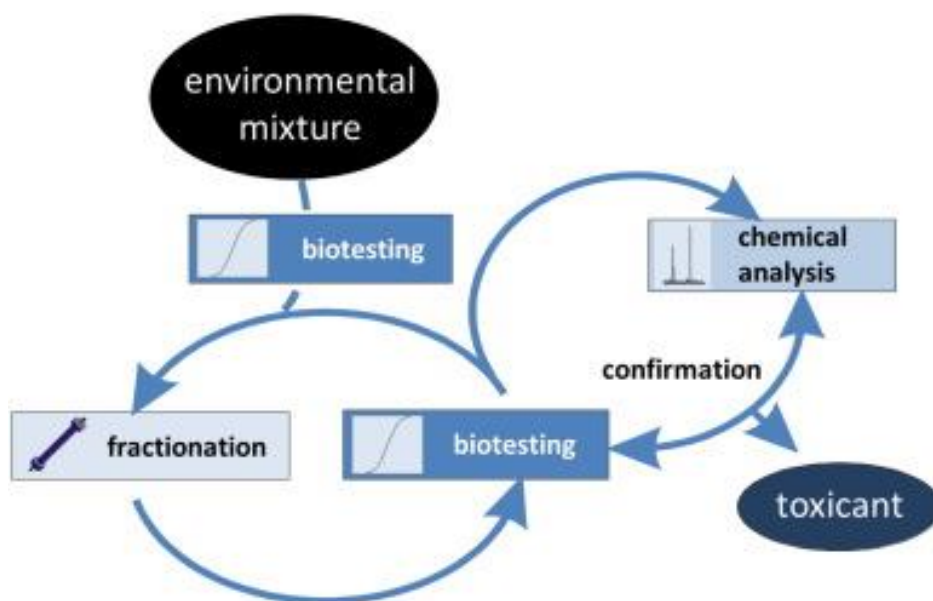 environmental
mixture
biotesting
chemical
analysis
confirmation
fractionation
biotesting
toxicant